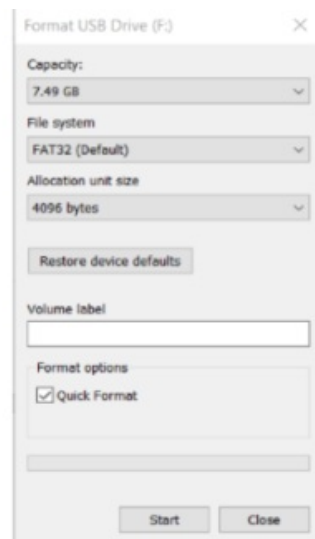 Format USB Drive (F:)
Capacity:
7.49 GB
File system
FAT32 (Default)
Allocation unit size
4096 bytes
Restore device defaults
Volume label
Format options
Quick Format
Start Close